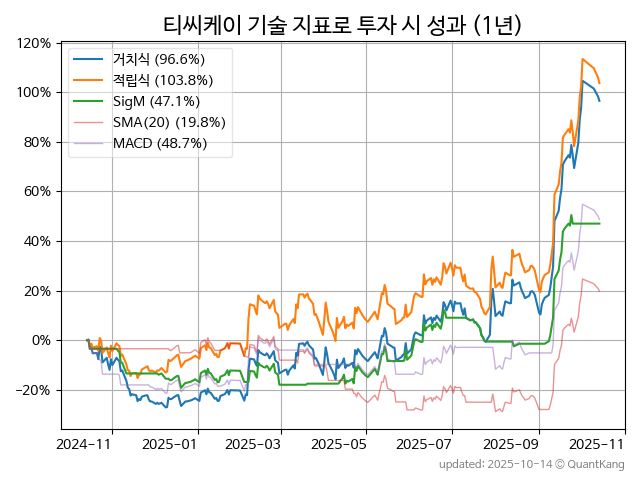 티씨케이 기술 지표로 투자 시 성과 (1년)
거치식 (96.6%)
적립식 (103.8%)
SigM (47.1%)
SMA(20) (19.8%)
MACD (48.7%)
120%
100%
80%
60%
40%
20%
0%
−20%
2024-11
2025-01
2025-03
2025-05
2025-07
2025-09
2025-11
updated: 2025-10-14 © QuantKang